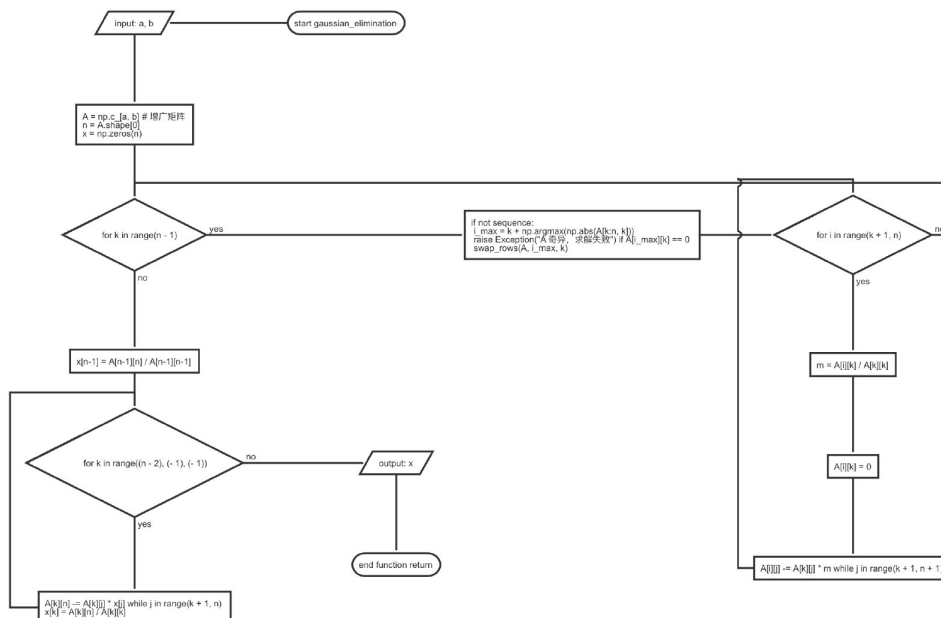 input: a, b
start gaussian_elimination
A = np.c_[a, b] # 增广矩阵
n = A.shape[0]
x = np.zeros(n)
for k in range(n - 1)
yes
no
if not sequence:
i_max = k + np.argmax(np.abs(A[k:n, k]))
raise Exception("A 奇异，求解失败") if A[i_max][k] == 0
swap_rows(A, i_max, k)
for i in range(k + 1, n)
no
yes
x[n-1] = A[n-1][n] / A[n-1][n-1]
m = A[i][k] / A[k][k]
for k in range((n - 2), (- 1), (- 1))
no
yes
output: x
A[i][k] = 0
end function return
A[i][j] -= A[k][j] * m while j in range(k + 1, n + 1)
A[k][n] -= A[k][j] * x[j] while j in range(k + 1, n)
x[k] = A[k][n] / A[k][k]